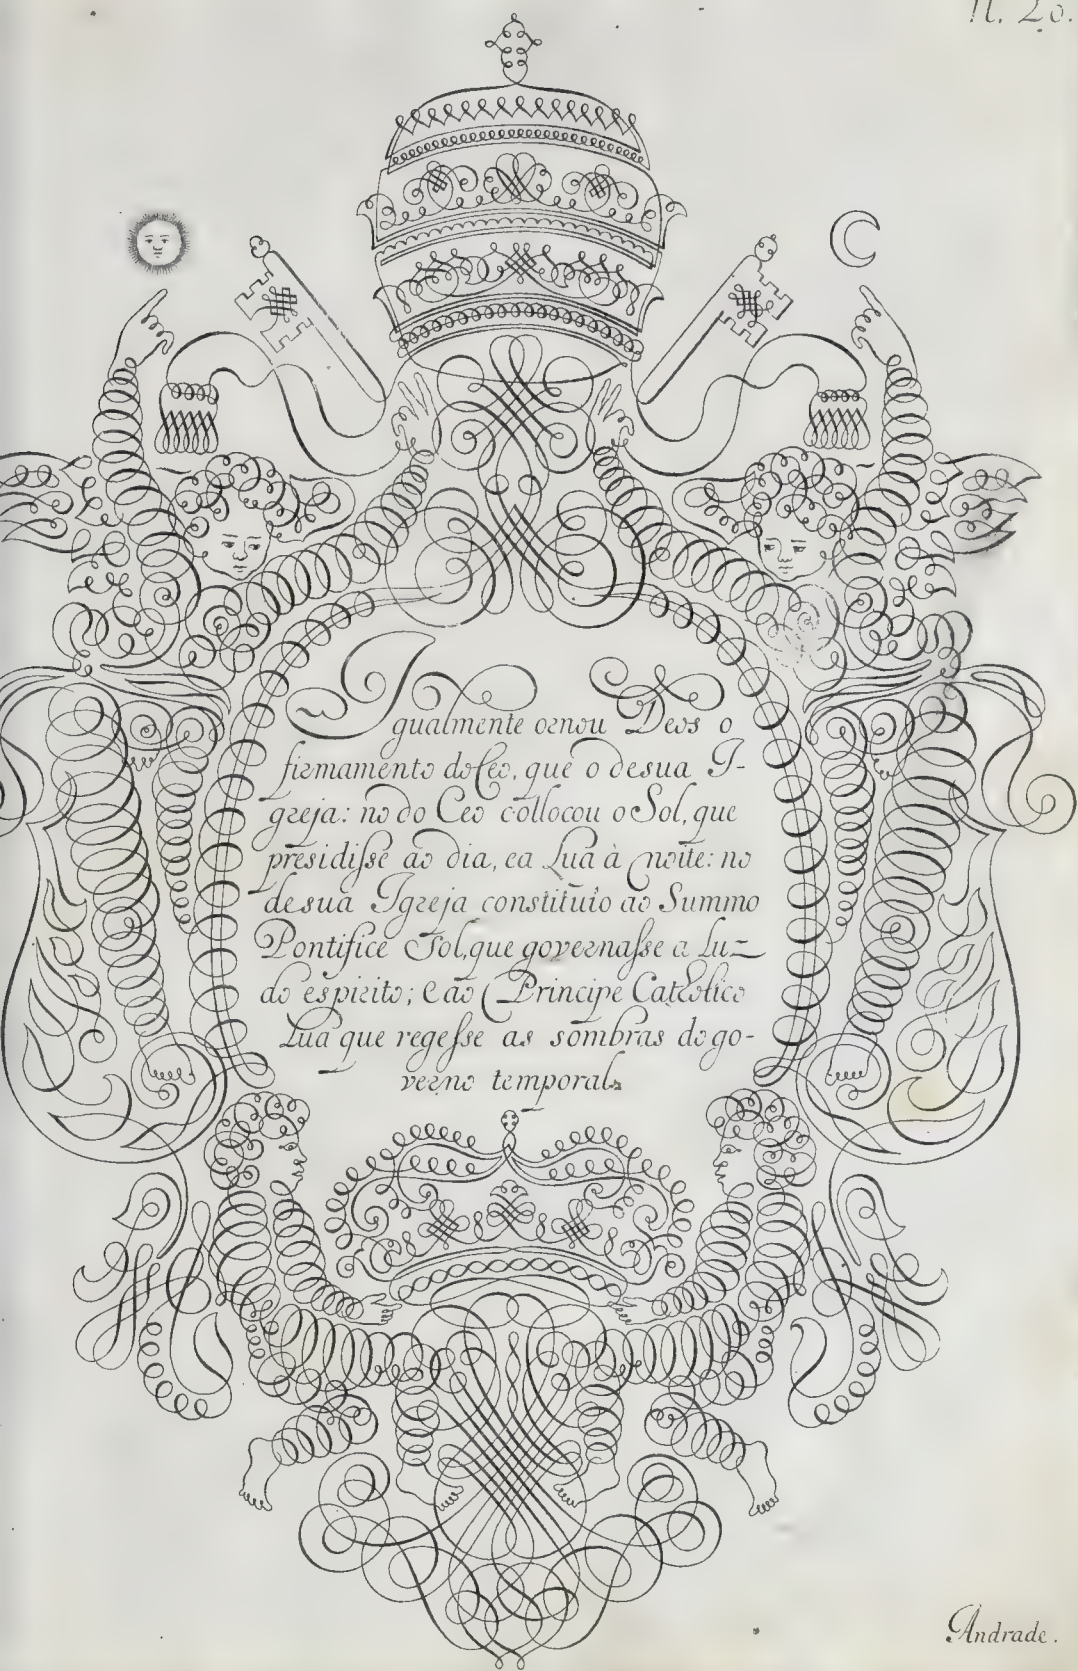 N. 20.
Igualmente ornou Deos o
firmamento do Ceo, que o de sua I-
greja: no do Ceo collocou o Sol, que
presidisse ao dia, e a Lua à noite: no
de sua Igreja constituío ao Summo
Pontifice Sol, que governasse a Luz
do espirito; e ao Principe Catholico
Lua que regesse as sombras do go-
verno temporal.
Andrade.